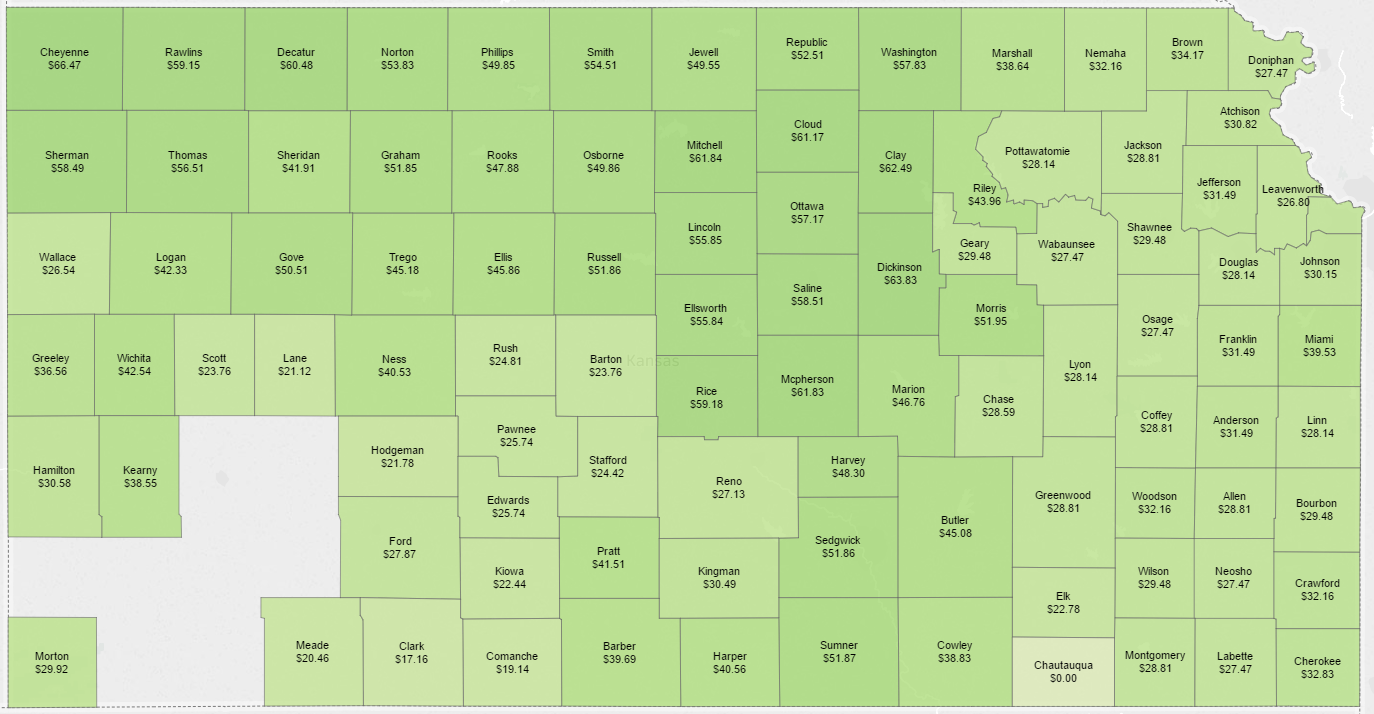 Cheyenne
$66.47
Rawlins
$59.15
Decatur
$60.48
Norton
$53.83
Phillips
$49.85
Smith
$54.51
Jewell
$49.55
Republic
$52.51
Washington
$57.83
Marshall
$38.64
Nemaha
$32.16
Brown
$34.17
Doniphan
$27.47
Atchison
$30.82
Sherman
$58.49
Thomas
$56.51
Sheridan
$41.91
Graham
$51.85
Rooks
$47.88
Osborne
$49.86
Mitchell
$61.84
Cloud
$61.17
Clay
$62.49
Riley
$43.96
Pottawatomie
$28.14
Jackson
$28.81
Jefferson
$31.49
Leavenworth
$26.80
Wallace
$26.54
Logan
$42.33
Gove
$50.51
Trego
$45.18
Ellis
$45.86
Russell
$51.86
Lincoln
$55.85
Ottawa
$57.17
Dickinson
$63.83
Geary
$29.48
Wabaunsee
$27.47
Shawnee
$29.48
Douglas
$28.14
Johnson
$30.15
Ellsworth
$55.84
Saline
$58.51
Morris
$51.95
Osage
$27.47
Franklin
$31.49
Miami
$39.53
Greeley
$36.56
Wichita
$42.54
Scott
$23.76
Lane
$21.12
Ness
$40.53
Rush
$24.81
Barton
$23.76
Kansas
Rice
$59.18
Mcpherson
$61.83
Marion
$46.76
Chase
$28.59
Lyon
$28.14
Coffey
$28.81
Anderson
$31.49
Linn
$28.14
Hamilton
$30.58
Kearny
$38.55
Hodgeman
$21.78
Pawnee
$25.74
Stafford
$24.42
Edwards
$25.74
Reno
$27.13
Harvey
$48.30
Butler
$45.08
Greenwood
$28.81
Woodson
$32.16
Allen
$28.81
Bourbon
$29.48
Ford
$27.87
Kiowa
$22.44
Pratt
$41.51
Kingman
$30.49
Sedgwick
$51.86
Elk
$22.78
Wilson
$29.48
Neosho
$27.47
Crawford
$32.16
Morton
$29.92
Meade
$20.46
Clark
$17.16
Comanche
$19.14
Barber
$39.69
Harper
$40.56
Sumner
$51.87
Cowley
$38.83
Chautauqua
$0.00
Montgomery
$28.81
Labette
$27.47
Cherokee
$32.83